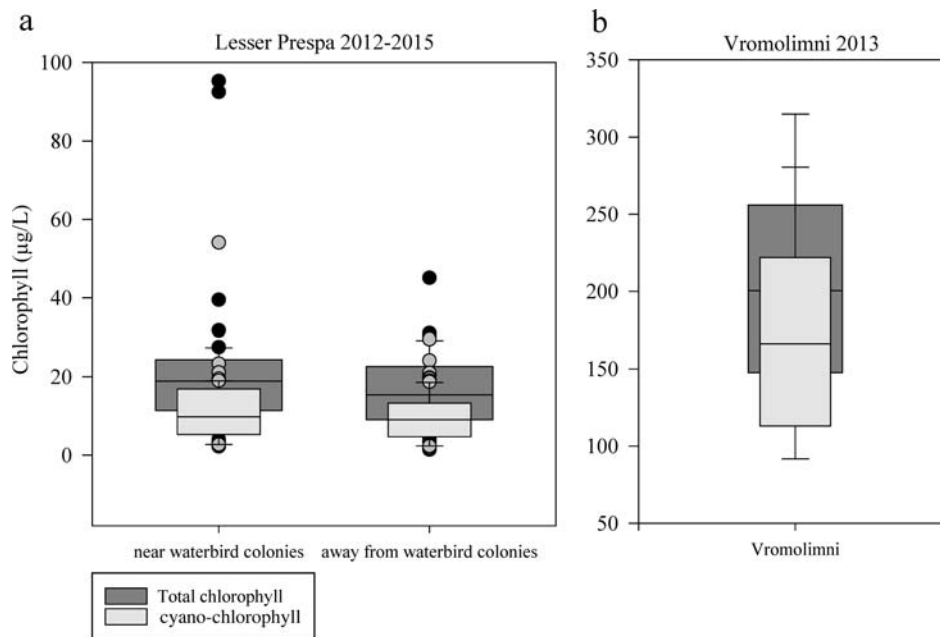 a
Lesser Prespa 2012-2015
100
80
60
40
20
0
Chlorophyll (µg/L)
near waterbird colonies
away from waterbird colonies
Total chlorophyll
cyano-chlorophyll
b
Vromolimni 2013
350
300
250
200
150
100
50
Vromolimni